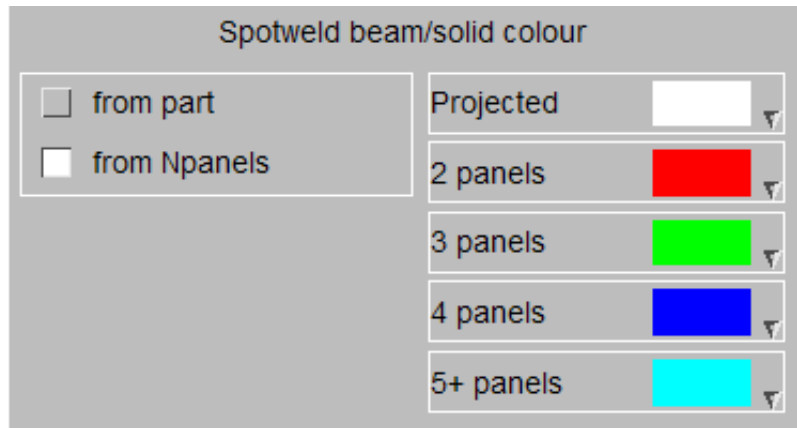 Spotweld beam/solid colour
from part
from Npanels
Projected
2 panels
3 panels
4 panels
5+ panels